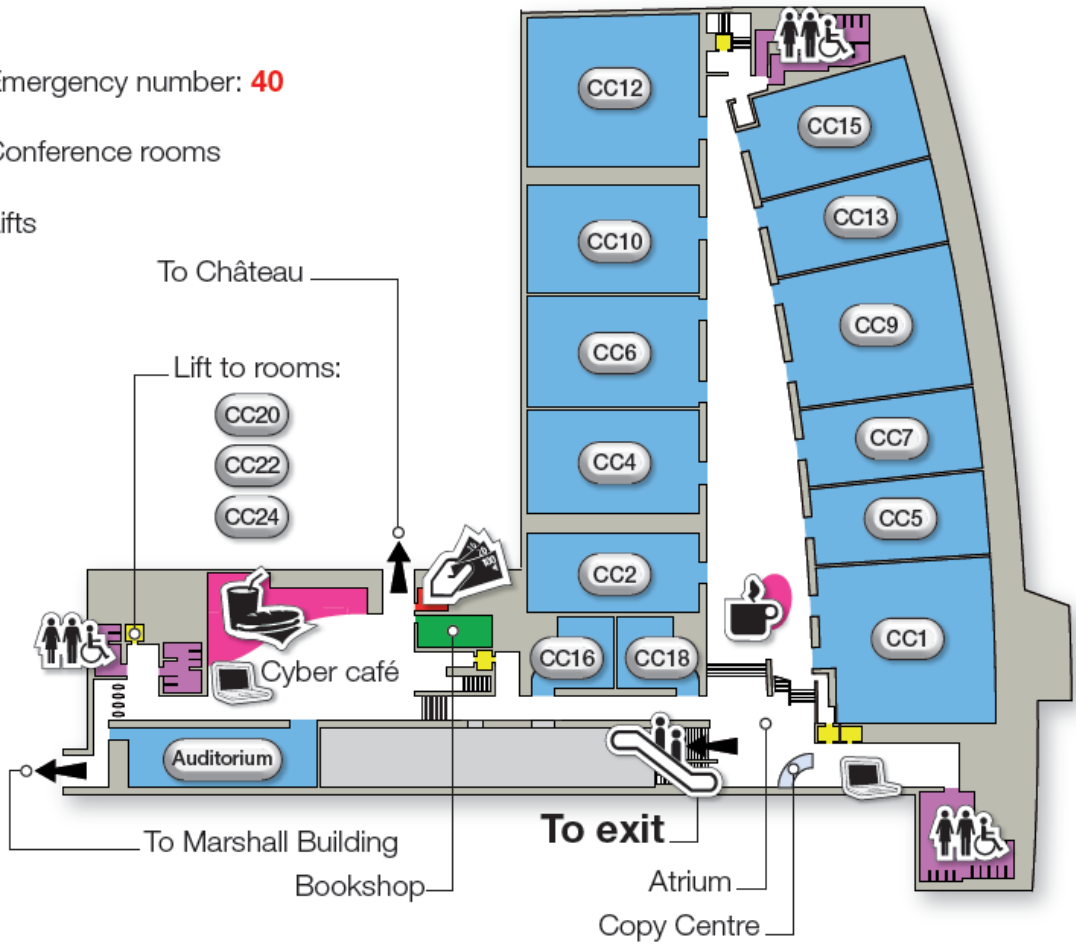 Emergency number: 40
Conference rooms
Lifts
To Château
Lift to rooms:
CC20
CC22
CC24
CC12
CC15
CC10
CC13
CC6
CC9
CC4
CC7
CC5
CC2
CC1
CC16
CC18
Cyber café
Auditorium
To Marshall Building
To exit
Bookshop
Atrium
Copy Centre